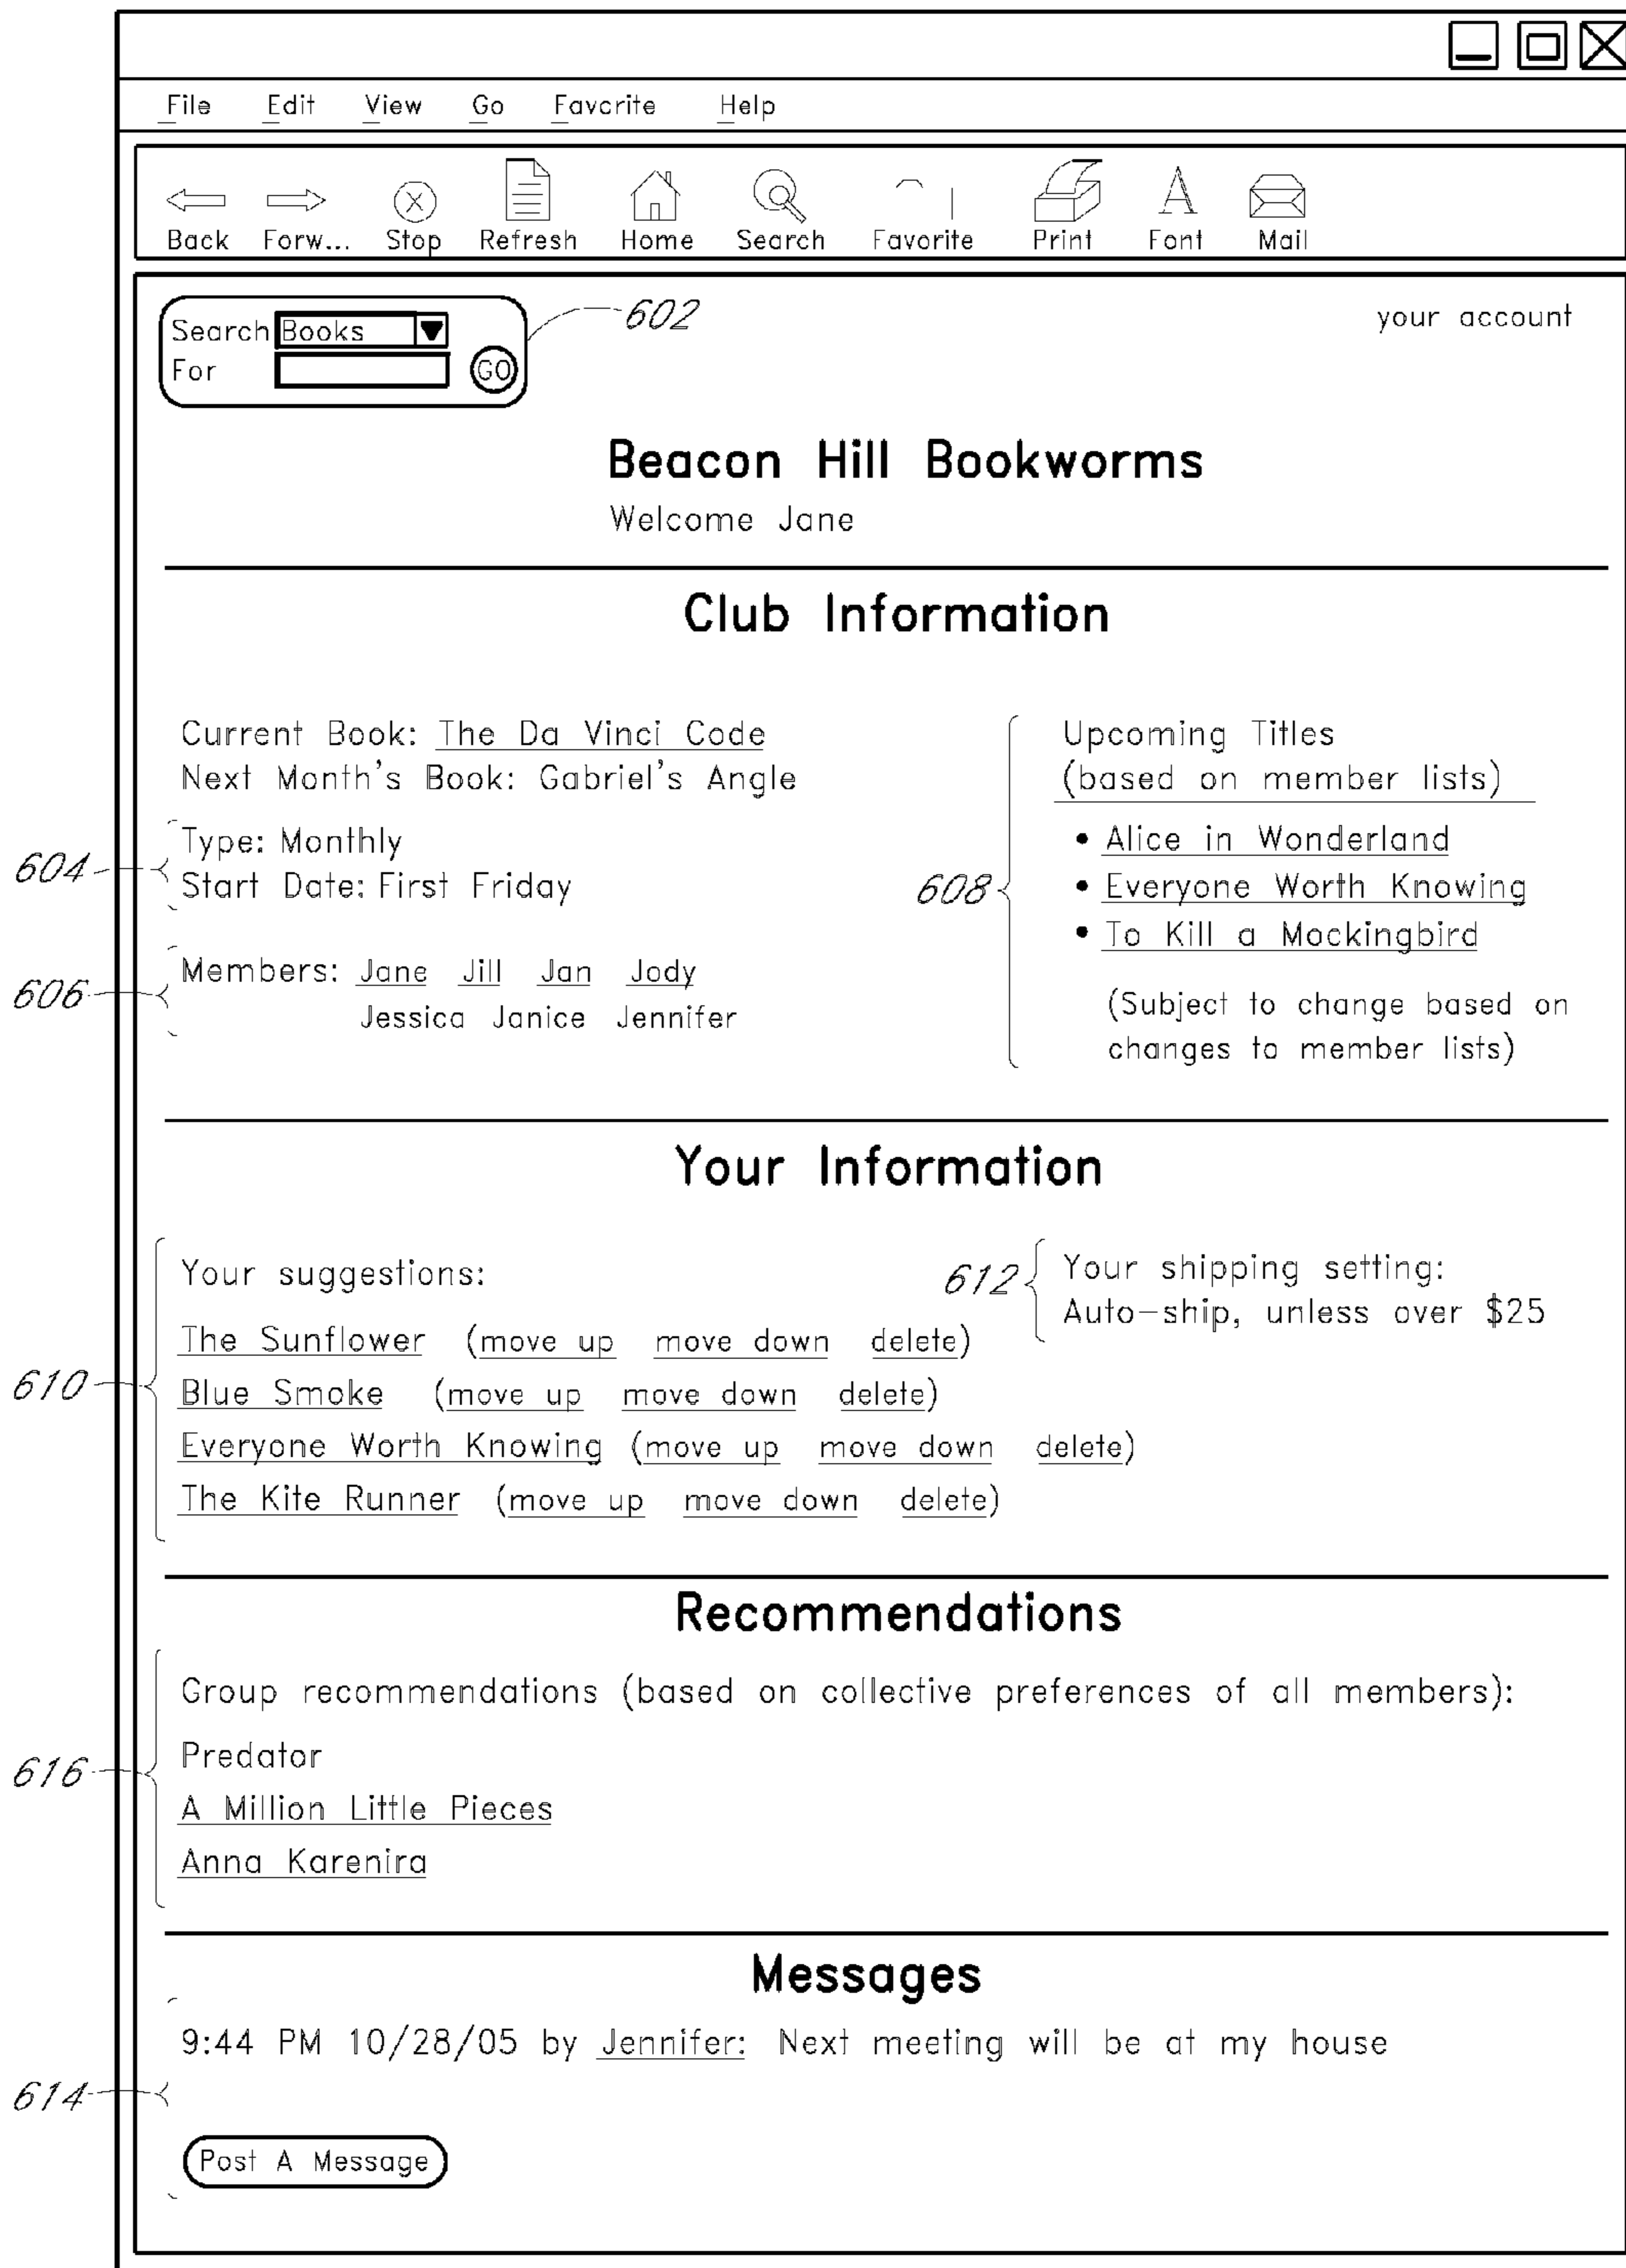 File Edit View Go Favorite Help
Back Forw... Stop Refresh Home Search Favorite Print Font Mail
Search Books
For GO
602
your account
Beacon Hill Bookworms
Welcome Jane
Club Information
Current Book: The Da Vinci Code
Next Month's Book: Gabriel's Angle
604
Type: Monthly
Start Date: First Friday
606
Members: Jane Jill Jan Jody
Jessica Janice Jennifer
608
Upcoming Titles
(based on member lists)
• Alice in Wonderland
• Everyone Worth Knowing
• To Kill a Mockingbird
(Subject to change based on
changes to member lists)
Your Information
610
Your suggestions:
The Sunflower (move up move down delete)
Blue Smoke (move up move down delete)
Everyone Worth Knowing (move up move down delete)
The Kite Runner (move up move down delete)
612
Your shipping setting:
Auto-ship, unless over $25
Recommendations
616
Group recommendations (based on collective preferences of all members):
Predator
A Million Little Pieces
Anna Karenira
Messages
614
9:44 PM 10/28/05 by Jennifer: Next meeting will be at my house
Post A Message